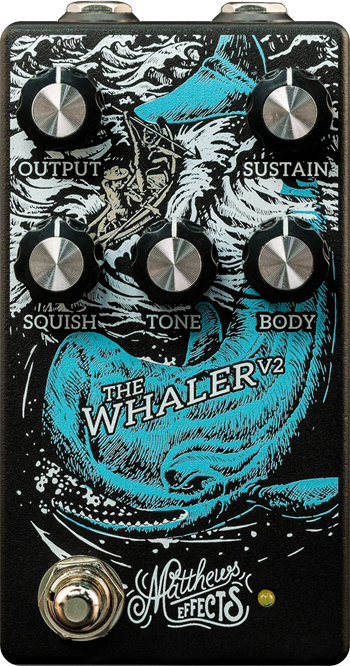 OUTPUT SUSTAIN
SQUISH TONE BODY
THE
WHALER V2
Matthews
EFFECTS